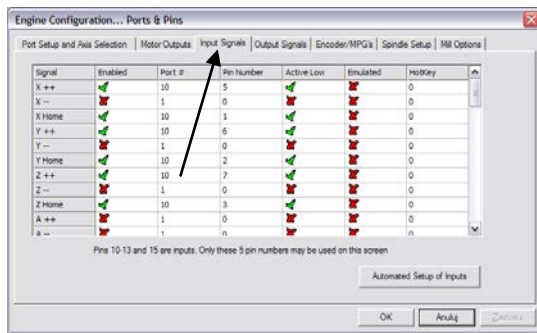 Engine Configuration... Ports & Pins
Port Setup and Axis Selection Motor Outputs Input Signals Output Signals Encoder/MPG's Spindle Setup Mill Options
Signal Enabled Port # Pin Number Active Low Emulated HotKey
X ++ 10 5 0
X -- 1 0 0
X Home 10 1 0
Y ++ 10 6 0
Y -- 1 0 0
Y Home 10 2 0
Z ++ 10 7 0
Z -- 1 0 0
Z Home 10 3 0
A ++ 1 0 0
A -- 1 0 0
Pins 10-13 and 15 are inputs. Only these 5 pin numbers may be used on this screen
Automated Setup of Inputs
OK Anuluj Zastosuj